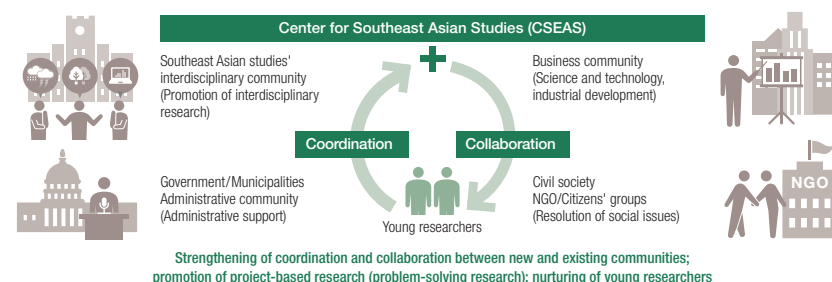 Center for Southeast Asian Studies (CSEAS)
Southeast Asian studies'
interdisciplinary community
(Promotion of interdisciplinary
research)
Business community
(Science and technology,
industrial development)
Coordination
Collaboration
Government/Municipalities
Administrative community
(Administrative support)
Young researchers
Civil society
NGO/Citizens' groups
(Resolution of social issues)
NGO
Strengthening of coordination and collaboration between new and existing communities;
promotion of project-based research (problem-solving research); nurturing of young researchers